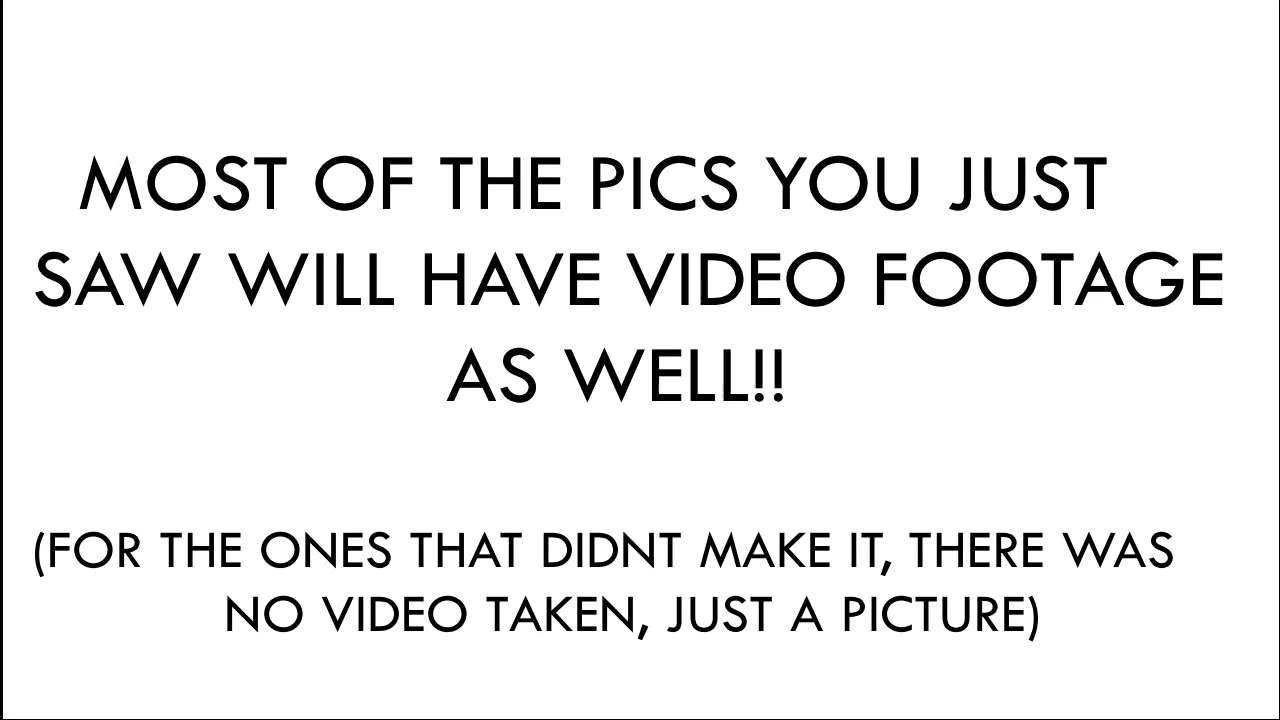 MOST OF THE PICS YOU JUST
SAW WILL HAVE VIDEO FOOTAGE
AS WELL!!
(FOR THE ONES THAT DIDNT MAKE IT, THERE WAS
NO VIDEO TAKEN, JUST A PICTURE)